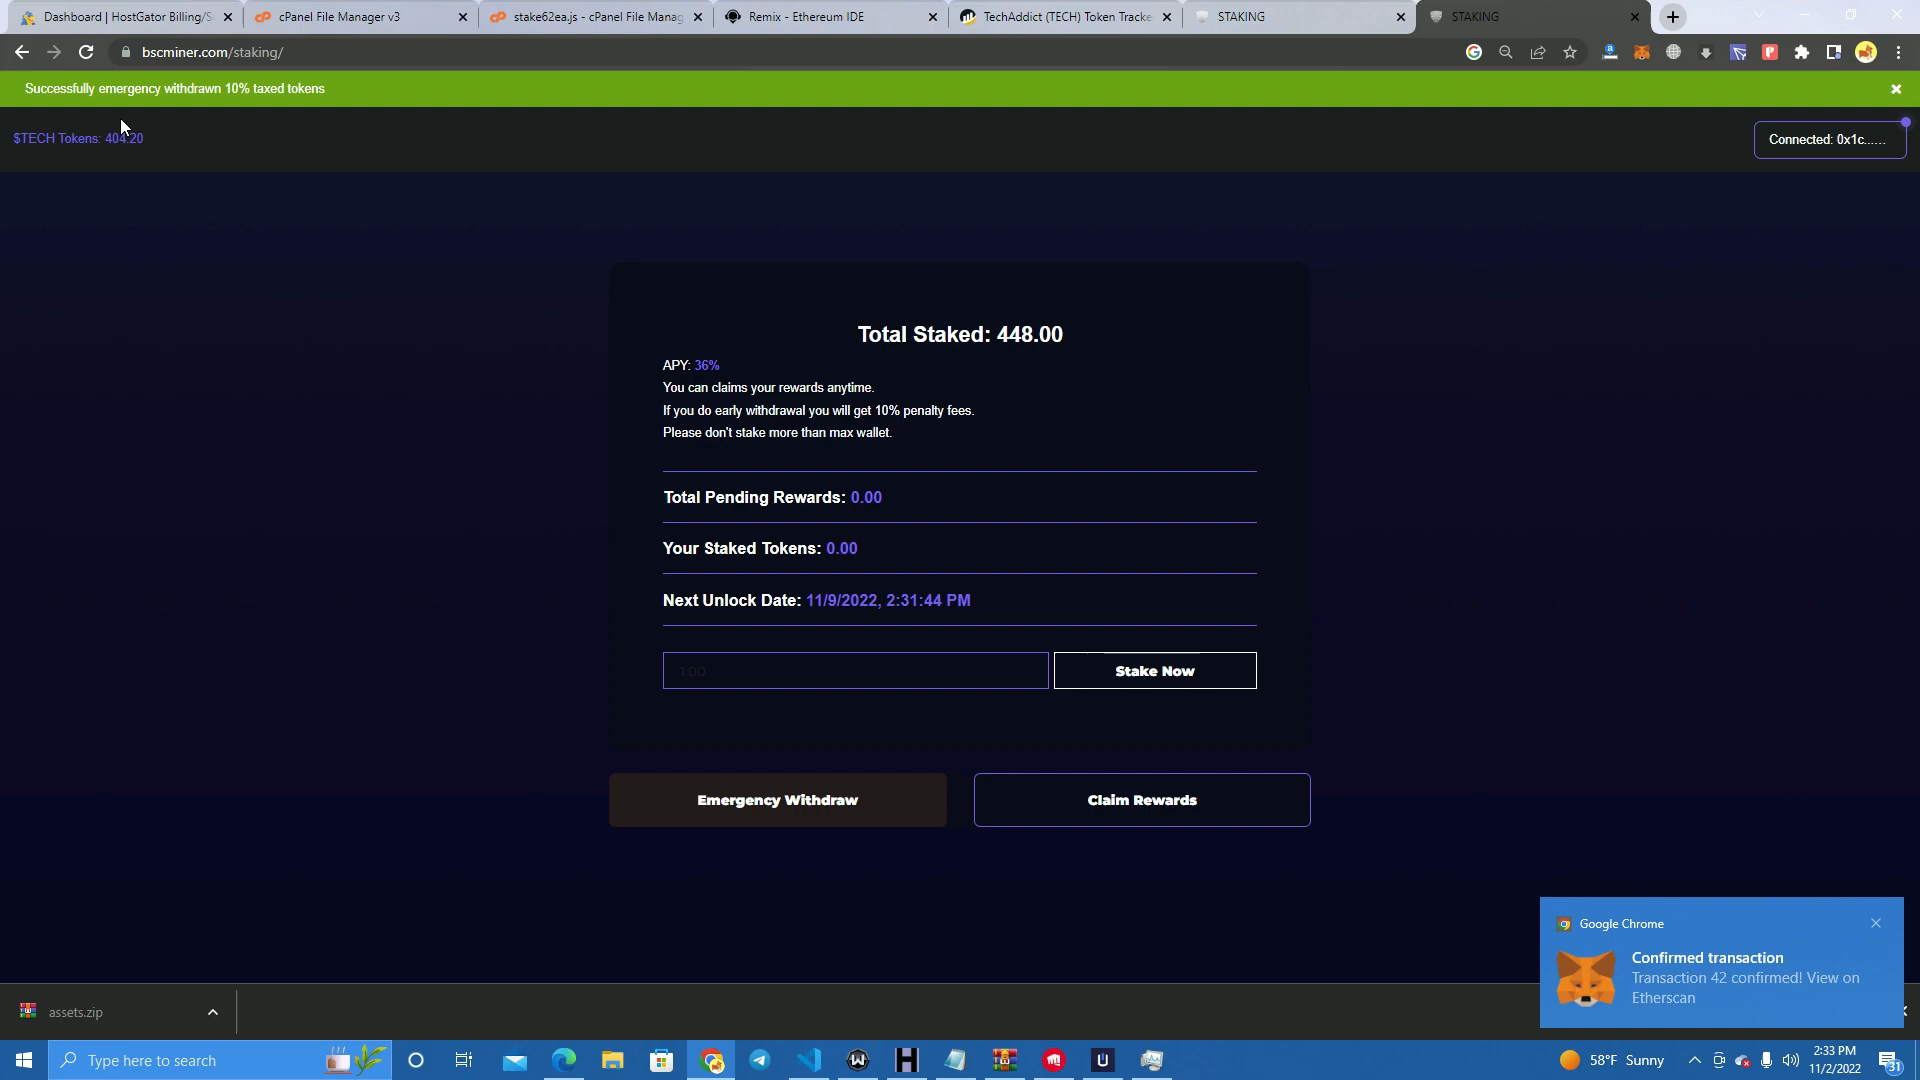 Dashboard | HostGator Billing/S
cPanel File Manager v3
stake62ea.js - cPanel File Manag
Remix - Ethereum IDE
TechAddict (TECH) Token Tracke
STAKING
STAKING
bscminer.com/staking/
Successfully emergency withdrawn 10% taxed tokens
$TECH Tokens: 404.20
Connected: 0x1c......
Total Staked: 448.00
APY: 36%
You can claims your rewards anytime.
If you do early withdrawal you will get 10% penalty fees.
Please don't stake more than max wallet.
Total Pending Rewards: 0.00
Your Staked Tokens: 0.00
Next Unlock Date: 11/9/2022, 2:31:44 PM
1.00
Stake Now
Emergency Withdraw
Claim Rewards
Google Chrome
Confirmed transaction
Transaction 42 confirmed! View on
Etherscan
assets.zip
Type here to search
58°F Sunny
2:33 PM
11/2/2022
31